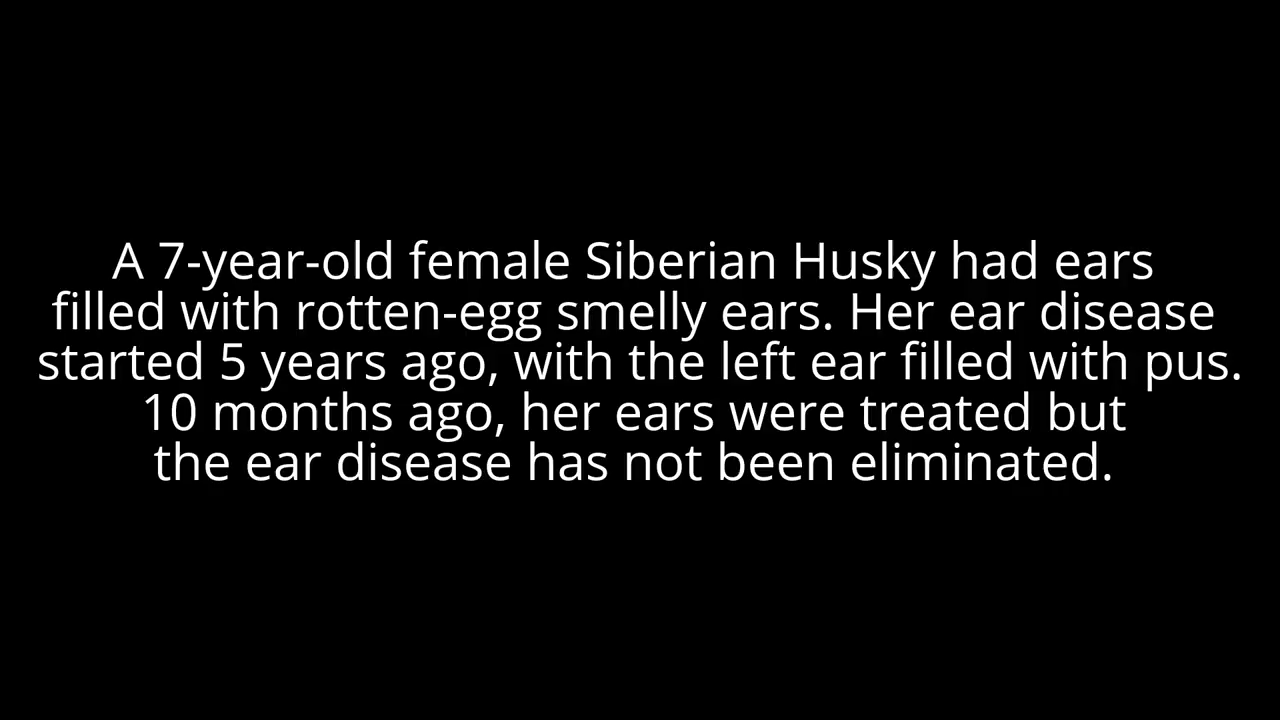 A 7-year-old female Siberian Husky had ears
filled with rotten-egg smelly ears. Her ear disease
started 5 years ago, with the left ear filled with pus.
10 months ago, her ears were treated but
the ear disease has not been eliminated.